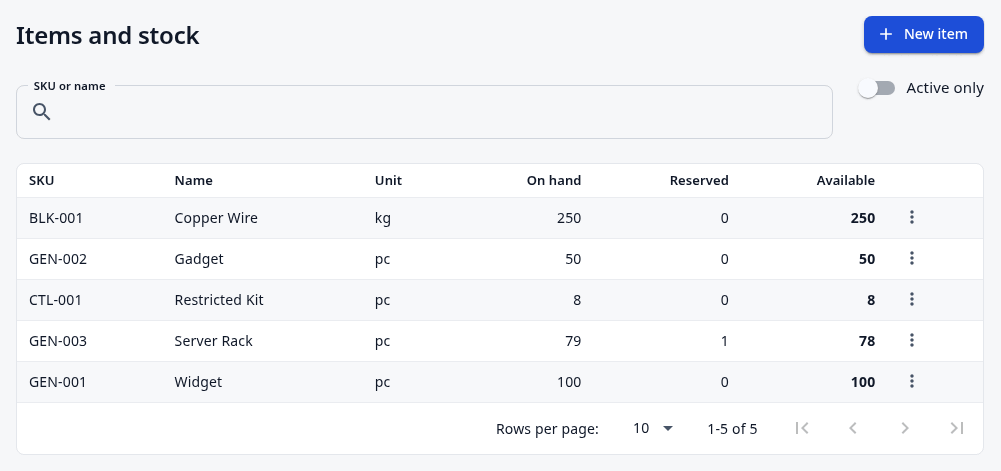 Items and stock
New item
SKU or name
Active only
SKU Name Unit On hand Reserved Available
BLK-001 Copper Wire kg 250 0 250
GEN-002 Gadget pc 50 0 50
CTL-001 Restricted Kit pc 8 0 8
GEN-003 Server Rack pc 79 1 78
GEN-001 Widget pc 100 0 100
Rows per page: 10 1-5 of 5